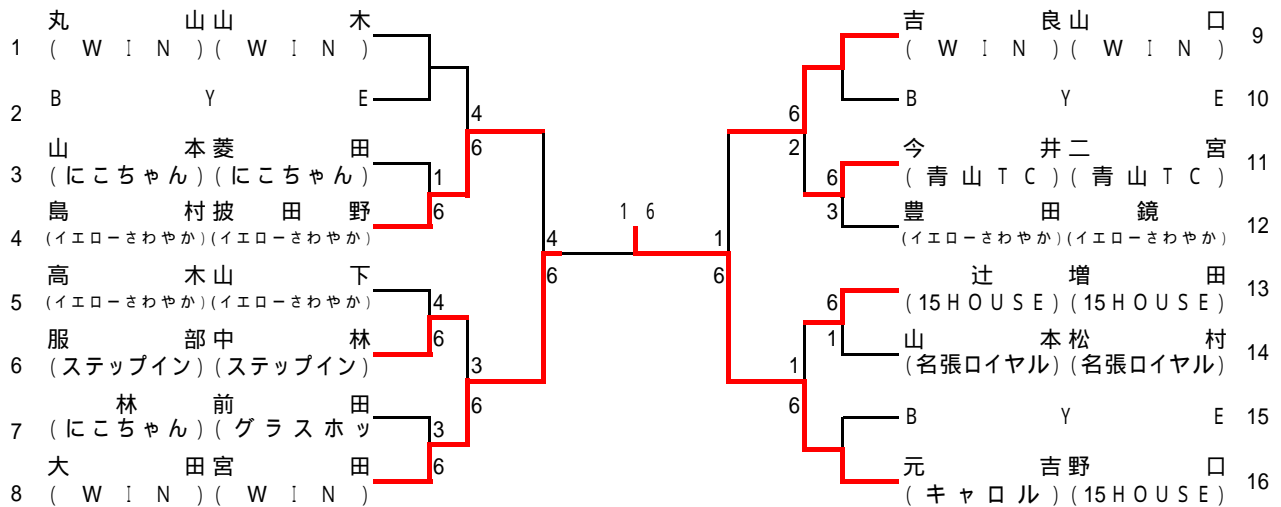 丸山 山木
1 (WIN) (WIN)
2 BYE
4
山本 菱田
6
3 (にこちゃん) (にこちゃん)
1
島村 披田野
6
4 (イエローさわやか) (イエローさわやか)
4
高木 山下
6
5 (イエローさわやか) (イエローさわやか)
4
服部 中林
6
6 (ステップイン) (ステップイン)
3
林 前田
6
7 (にこちゃん) (グラスホッ
3
大田 宮田
6
8 (WIN) (WIN)
1 6
吉良 山口
(WIN) (WIN) 9
BYE 10
6
今井 二宮
2
(青山TC) (青山TC) 11
6
豊田 鏡
3
(イエローさわやか) (イエローさわやか) 12
1
辻 増田
6
(15HOUSE) (15HOUSE) 13
6
山本 松村
1
(名張ロイヤル) (名張ロイヤル) 14
1
BYE 15
6
元吉 野口
(キャロル) (15HOUSE) 16